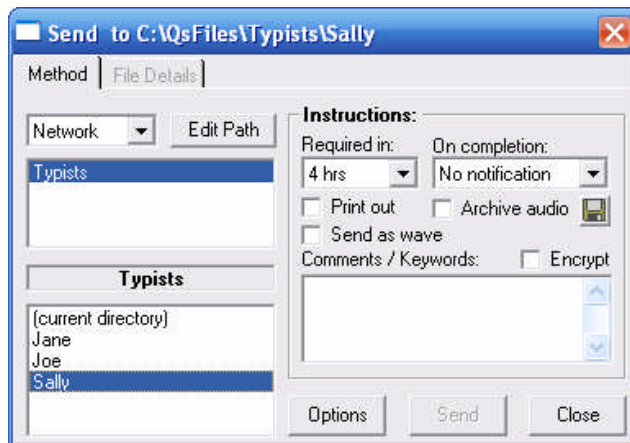 Send to C:\QsFiles\Typists\Sally
Method
File Details
Network
Edit Path
Typists
Typists
(current directory)
Jane
Joe
Sally
Instructions:
Required in:
On completion:
4 hrs
No notification
Print out
Archive audio
Send as wave
Comments / Keywords:
Encrypt
Options
Send
Close